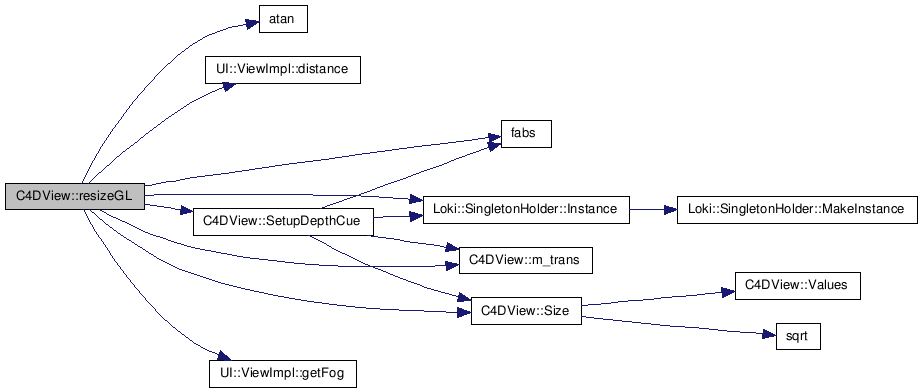 atan
UI::ViewImpl::distance
fabs
C4DView::resizeGL
Loki::SingletonHolder::Instance
Loki::SingletonHolder::MakeInstance
C4DView::SetupDepthCue
C4DView::m_trans
C4DView::Values
C4DView::Size
sqrt
UI::ViewImpl::getFog